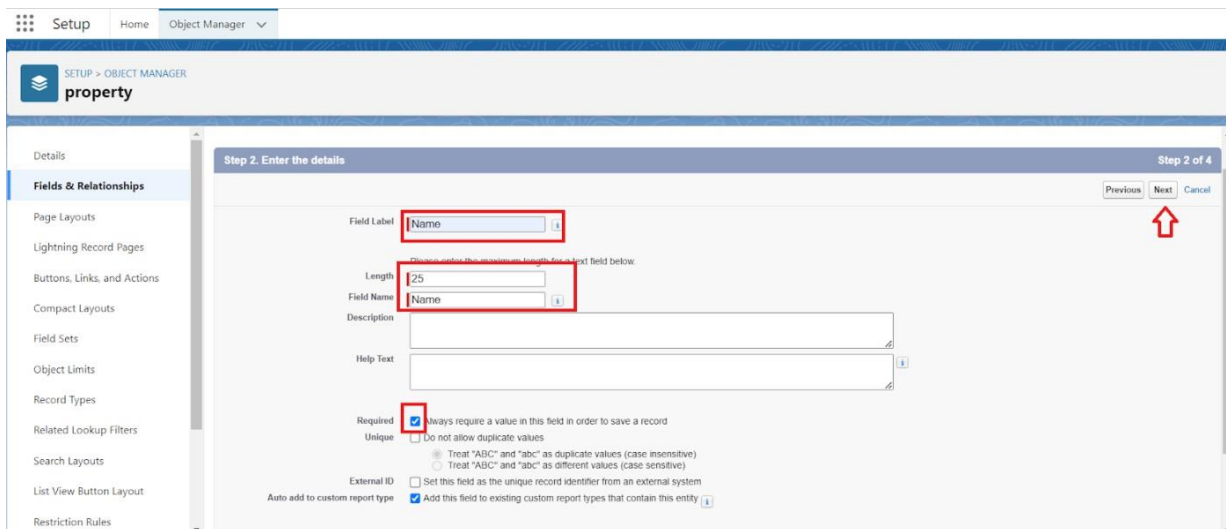 Setup Home Object Manager
SETUP > OBJECT MANAGER
property
Details
Fields & Relationships
Page Layouts
Lightning Record Pages
Buttons, Links, and Actions
Compact Layouts
Field Sets
Object Limits
Record Types
Related Lookup Filters
Search Layouts
List View Button Layout
Restriction Rules
Step 2. Enter the details Step 2 of 4
Previous Next Cancel
Field Label Name
Please enter the maximum length for a text field below.
Length 25
Field Name Name
Description
Help Text
Required Always require a value in this field in order to save a record
Unique Do not allow duplicate values
Treat "ABC" and "abc" as duplicate values (case insensitive)
Treat "ABC" and "abc" as different values (case sensitive)
External ID Set this field as the unique record identifier from an external system
Auto add to custom report type Add this field to existing custom report types that contain this entity